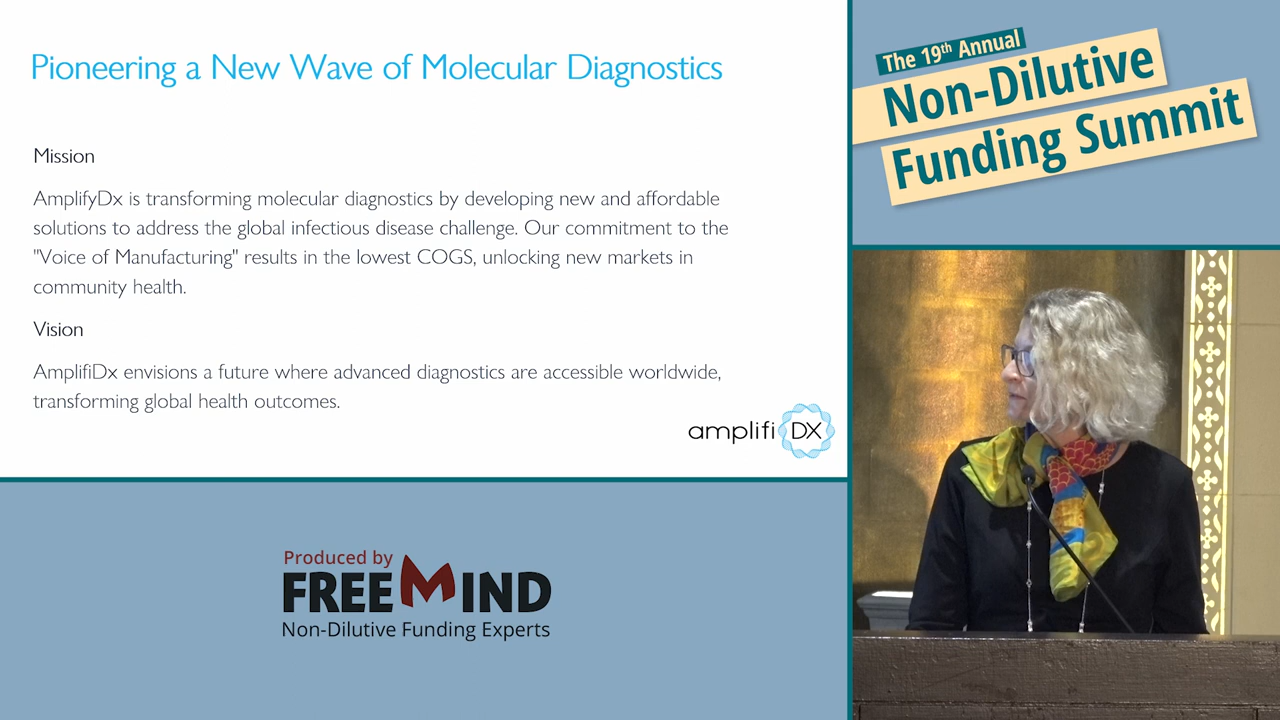 Pioneering a New Wave of Molecular Diagnostics
Mission
AmplifyDx is transforming molecular diagnostics by developing new and affordable
solutions to address the global infectious disease challenge. Our commitment to the
"Voice of Manufacturing" results in the lowest COGS, unlocking new markets in
community health.
Vision
AmplifiDx envisions a future where advanced diagnostics are accessible worldwide,
transforming global health outcomes.
amplifi DX
The 19th Annual
Non-Dilutive
Funding Summit
Produced by
FREEMIND
Non-Dilutive Funding Experts